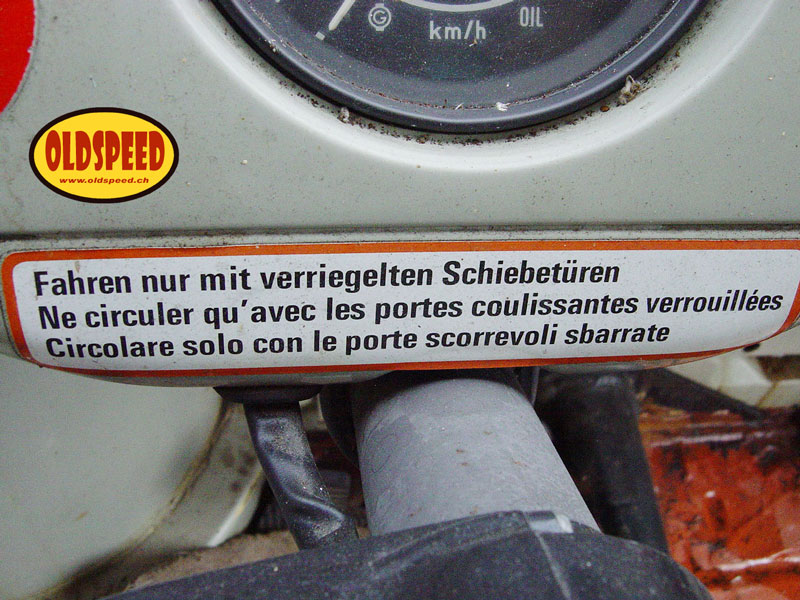 G
km/h
OIL
OLDSPEED
www.oldspeed.ch
Fahren nur mit verriegelten Schiebetüren
Ne circuler qu'avec les portes coulissantes verrouillées
Circolare solo con le porte scorrevoli sbarrate